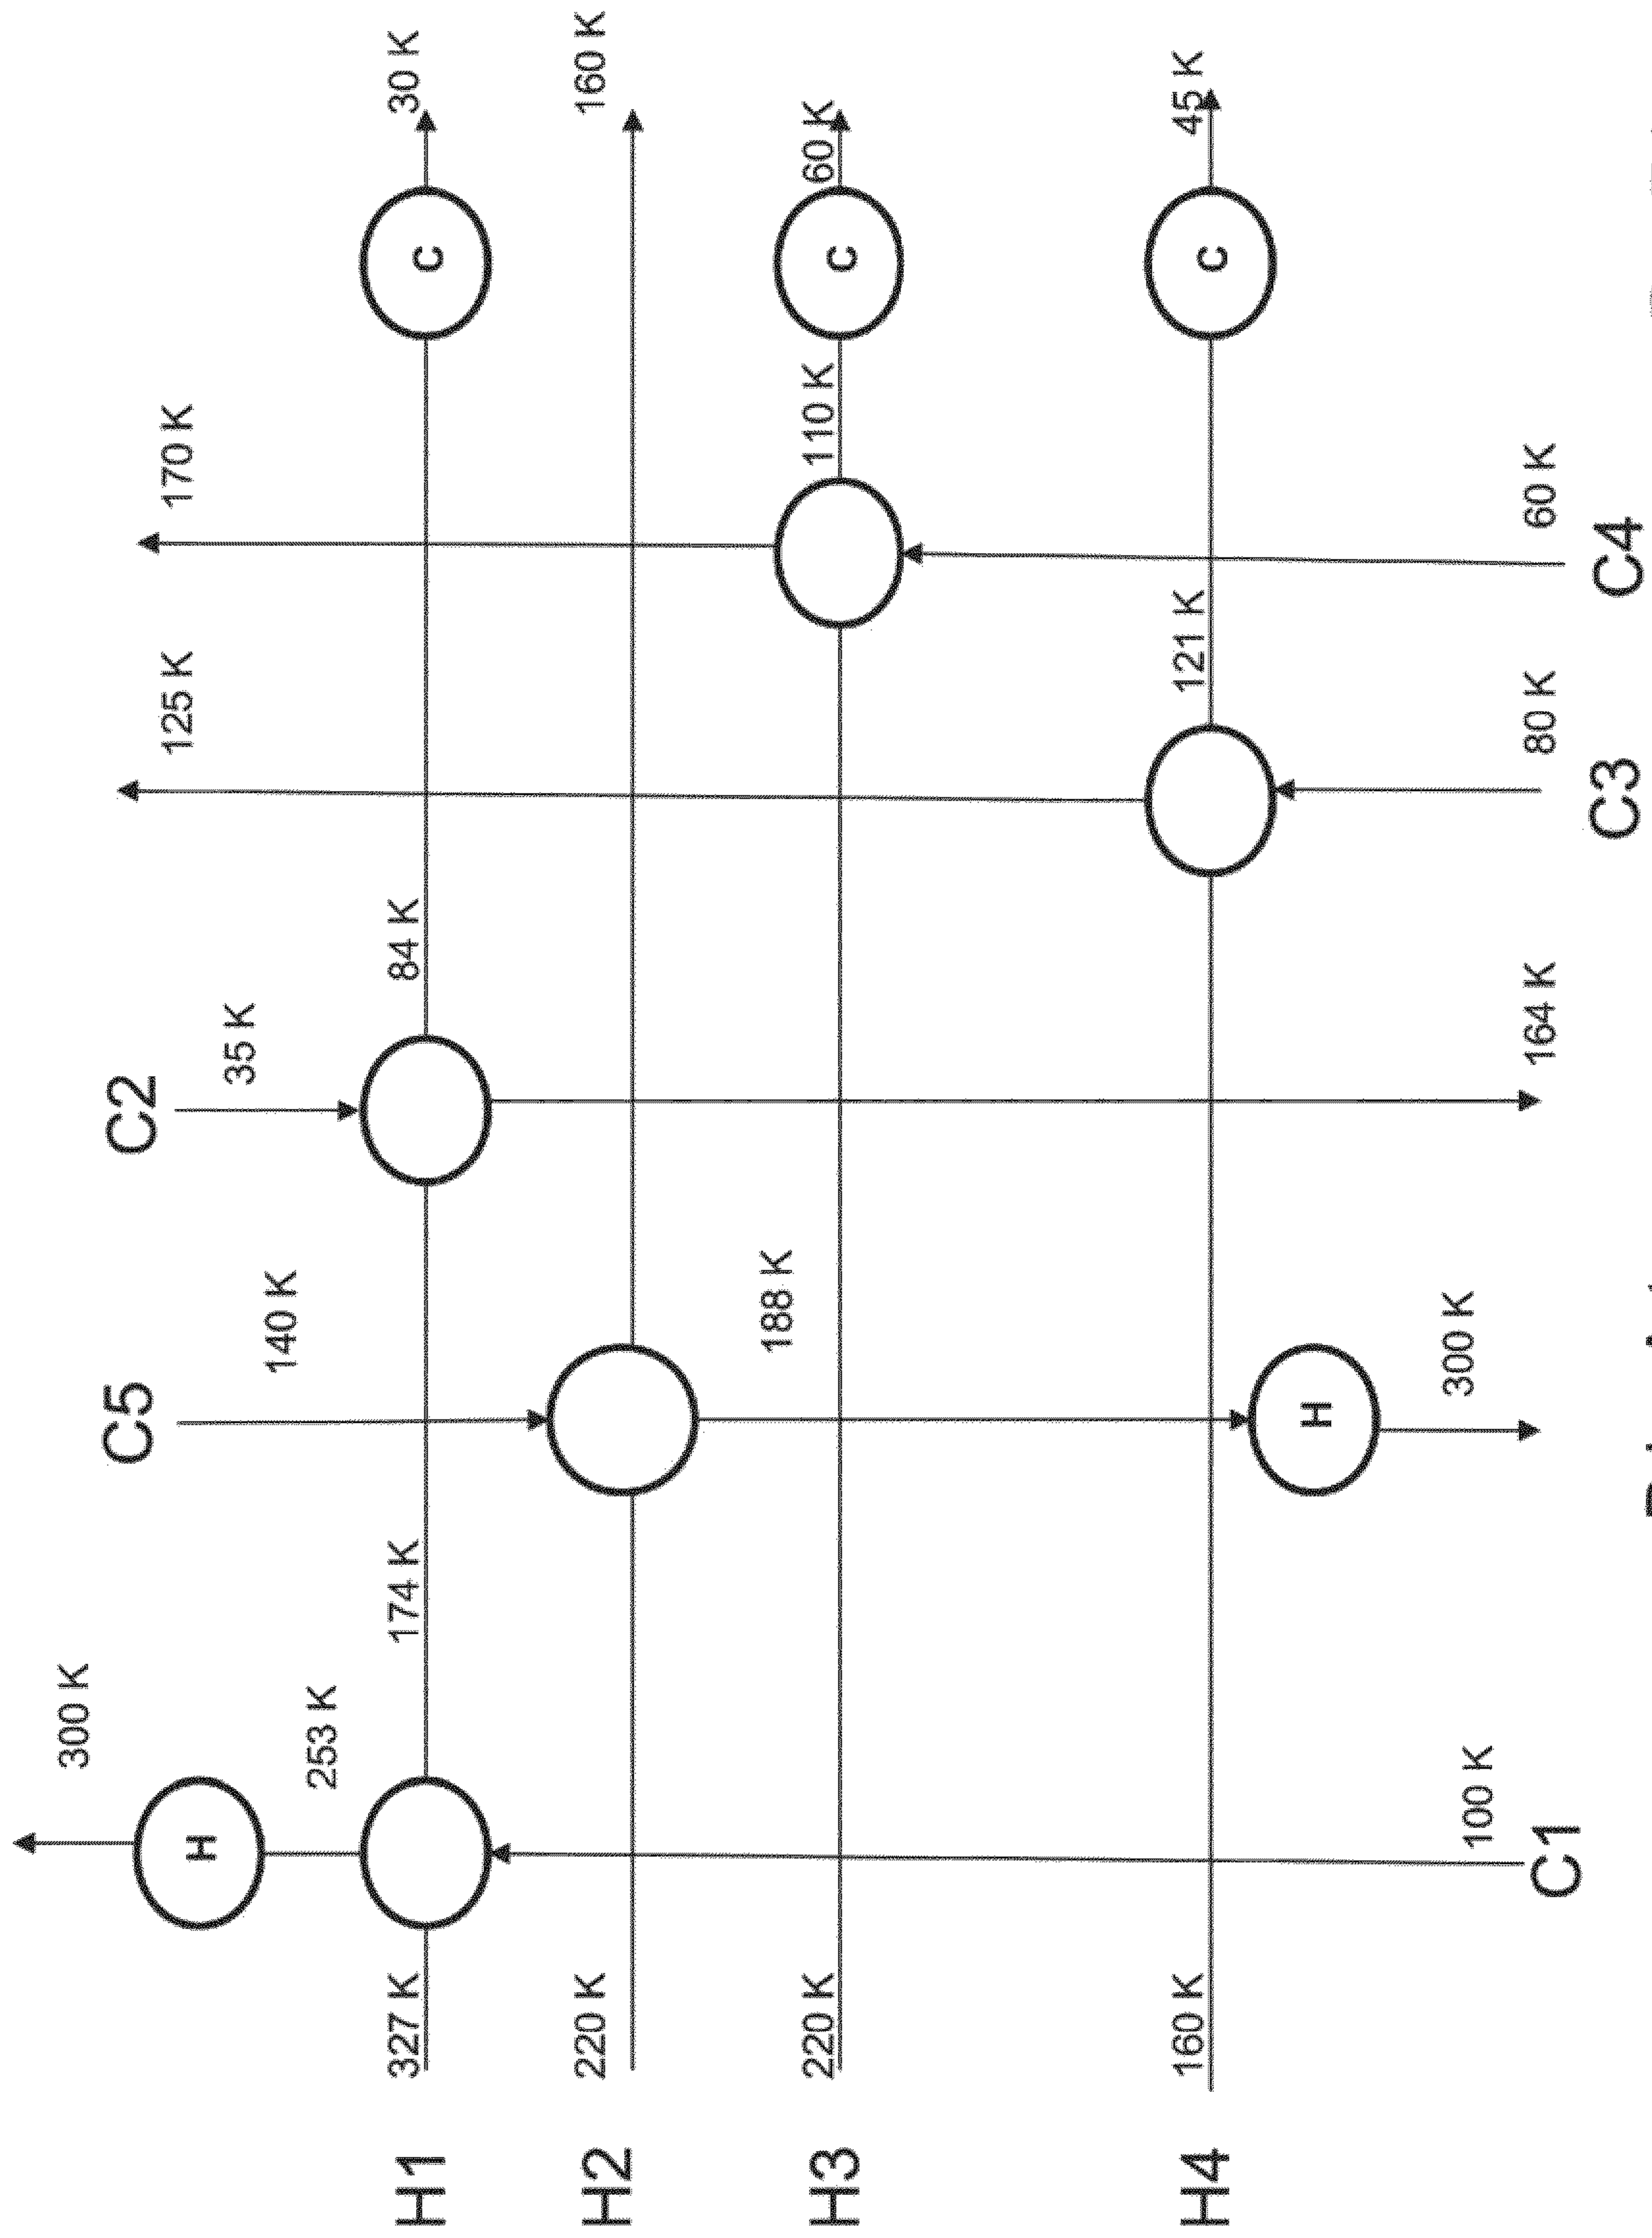 300 K
C5 C2
H 125 K 170 K
35 K
140 K
253 K
H1 327 K 174 K 84 K C 30 K
H2 220 K 160 K
188 K
H3 220 K 110 K C 60 K
H4 160 K 121 K C 45 K
H
100 K 300 K
C1 164 K 80 K 60 K
C3 C4